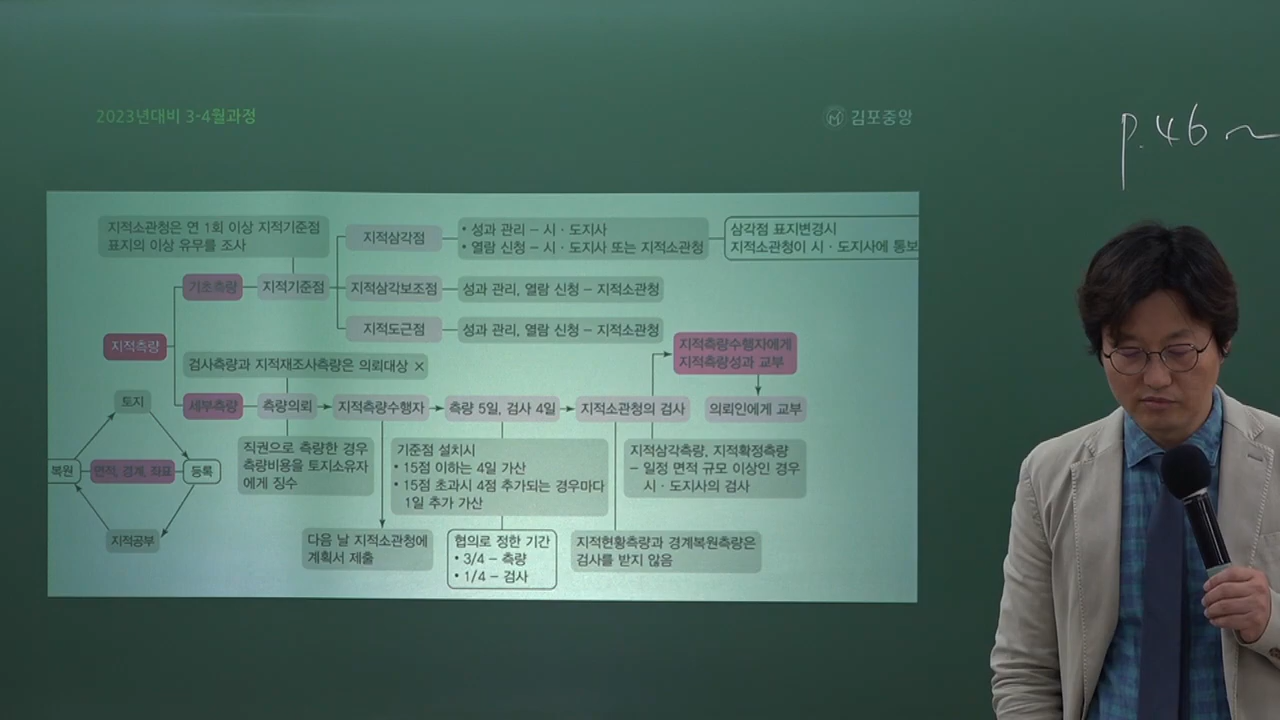 2023년대비 3-4월과정
김포중앙
p.46 ~
지적소관청은 연 1회 이상 지적기준점
표지의 이상 유무를 조사
지적삼각점
• 성과 관리 – 시 · 도지사
• 열람 신청 – 시 · 도지사 또는 지적소관청
삼각점 표지변경시
지적소관청이 시 · 도지사에 통보
기초측량
지적기준점
지적삼각보조점
성과 관리, 열람 신청 – 지적소관청
지적도근점
성과 관리, 열람 신청 – 지적소관청
지적측량
지적측량수행자에게
지적측량성과 교부
검사측량과 지적재조사측량은 의뢰대상 ×
세부측량
측량의뢰
지적측량수행자
측량 5일, 검사 4일
지적소관청의 검사
의뢰인에게 교부
토지
복원
면적, 경계, 좌표
등록
지적공부
직권으로 측량한 경우
측량비용을 토지소유자
에게 징수
기준점 설치시
• 15점 이하는 4일 가산
• 15점 초과시 4점 추가되는 경우마다
1일 추가 가산
지적삼각측량, 지적확정측량
– 일정 면적 규모 이상인 경우
시 · 도지사의 검사
다음 날 지적소관청에
계획서 제출
협의로 정한 기간
• 3/4 – 측량
• 1/4 – 검사
지적현황측량과 경계복원측량은
검사를 받지 않음